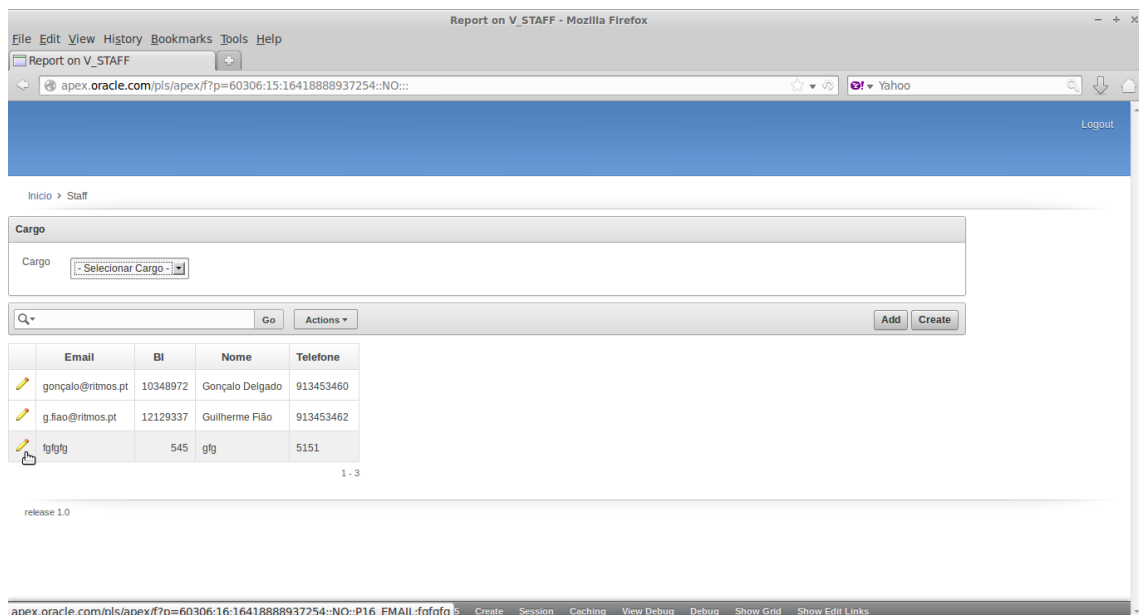 Report on V_STAFF - Mozilla Firefox
File Edit View History Bookmarks Tools Help
Report on V_STAFF
apex.oracle.com/pls/apex/f?p=60306:15:16418888937254::NO:::
Yahoo
Logout
Inicio > Staff
Cargo
Cargo - Selecionar Cargo -
Go Actions Add Create
Email BI Nome Telefone
gonçalo@ritmos.pt 10348972 Gonçalo Delgado 913453460
g.fiao@ritmos.pt 12129337 Guilherme Fião 913453462
fgfgfg 545 gfg 5151
1 - 3
release 1.0
apex.oracle.com/pls/apex/f?p=60306:16:16418888937254::NO::P16_EMAIL:fgfgfg 5 Create Session Caching View Debug Debug Show Grid Show Edit Links